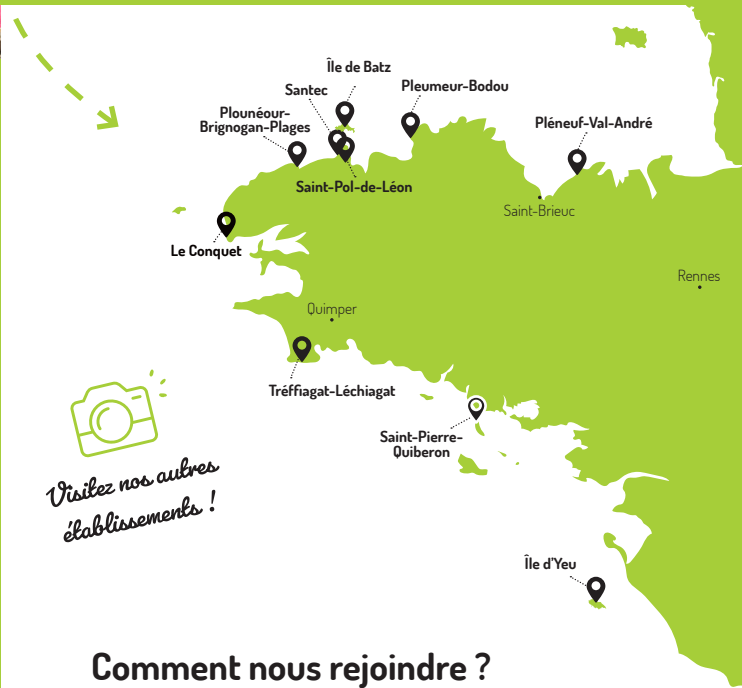 Île de Batz
Santec
Pleumeur-Bodou
Plounéour-
Brignogan-Plages
Pléneuf-Val-André
Saint-Pol-de-Léon
Saint-Brieuc
Le Conquet
Rennes
Quimper
Tréffiagat-Léchiagat
Saint-Pierre-
Quiberon
Visitez nos autres
établissements !
Île d'Yeu
Comment nous rejoindre ?